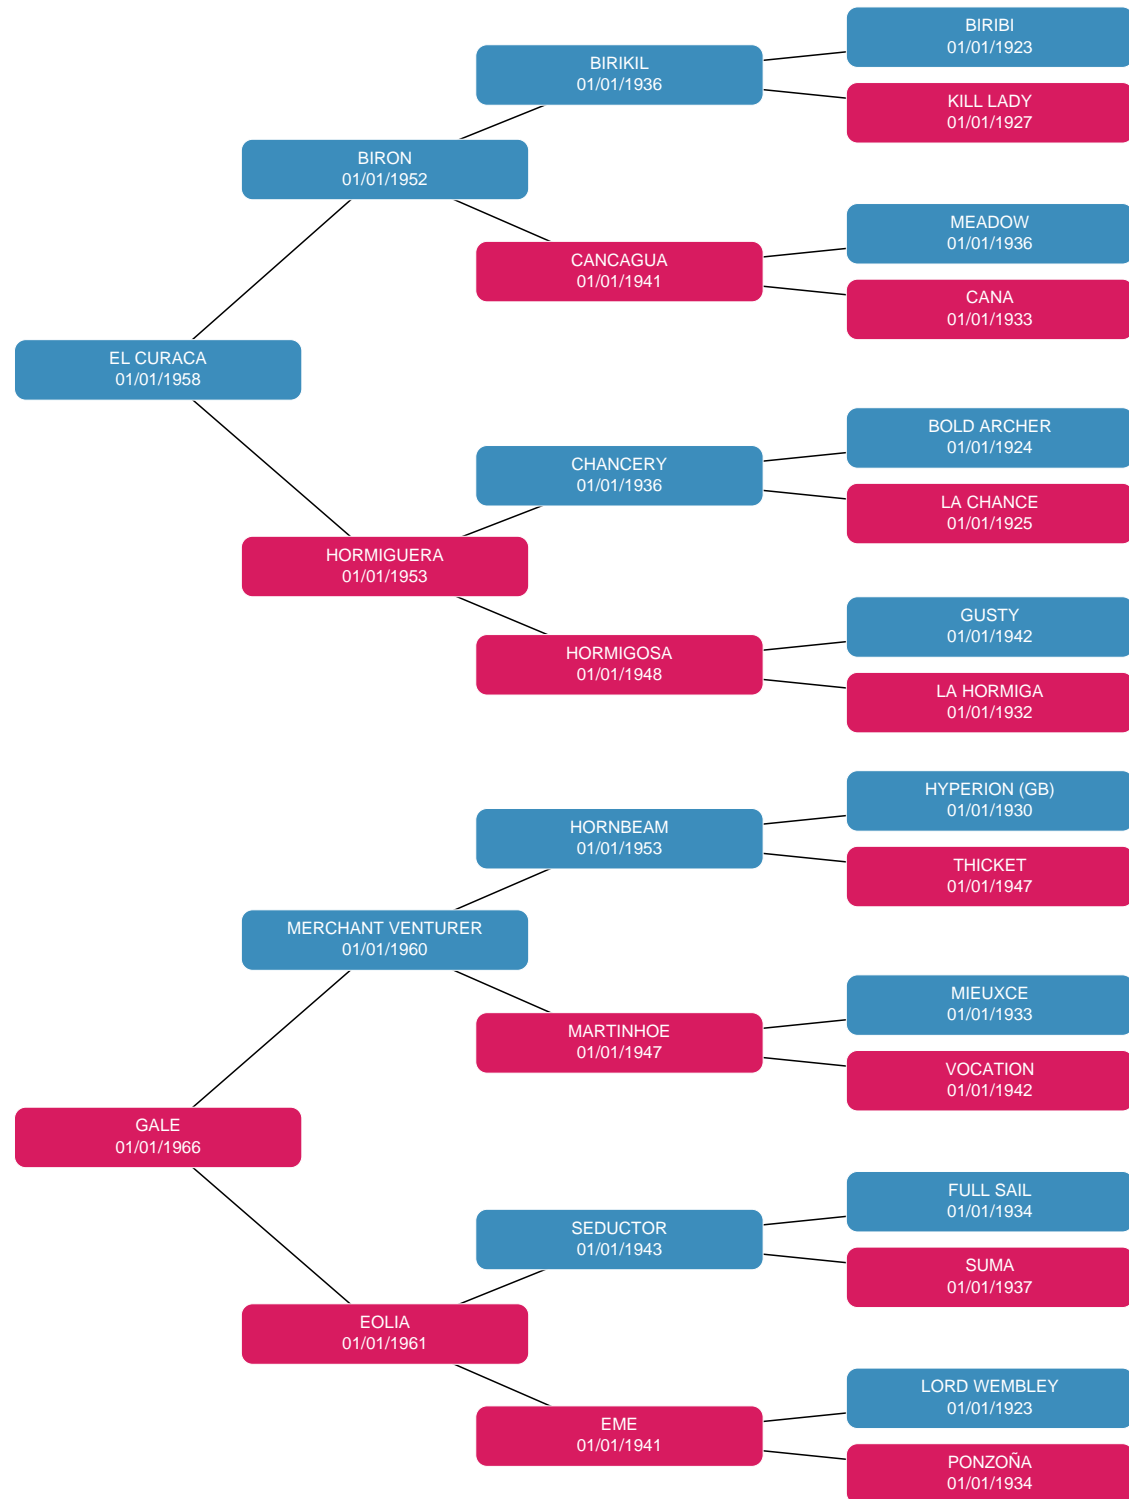 BIRIBI
01/01/1923
BIRIKIL
01/01/1936
KILL LADY
01/01/1927
BIRON
01/01/1952
MEADOW
01/01/1936
CANCAGUA
01/01/1941
CANA
01/01/1933
EL CURACA
01/01/1958
BOLD ARCHER
01/01/1924
CHANCERY
01/01/1936
LA CHANCE
01/01/1925
HORMIGUERA
01/01/1953
GUSTY
01/01/1942
HORMIGOSA
01/01/1948
LA HORMIGA
01/01/1932
HYPERION (GB)
01/01/1930
HORNBEAM
01/01/1953
THICKET
01/01/1947
MERCHANT VENTURER
01/01/1960
MIEUXCE
01/01/1933
MARTINHOE
01/01/1947
VOCATION
01/01/1942
GALE
01/01/1966
FULL SAIL
01/01/1934
SEDUCTOR
01/01/1943
SUMA
01/01/1937
EOLIA
01/01/1961
LORD WEMBLEY
01/01/1923
EME
01/01/1941
PONZOÑA
01/01/1934